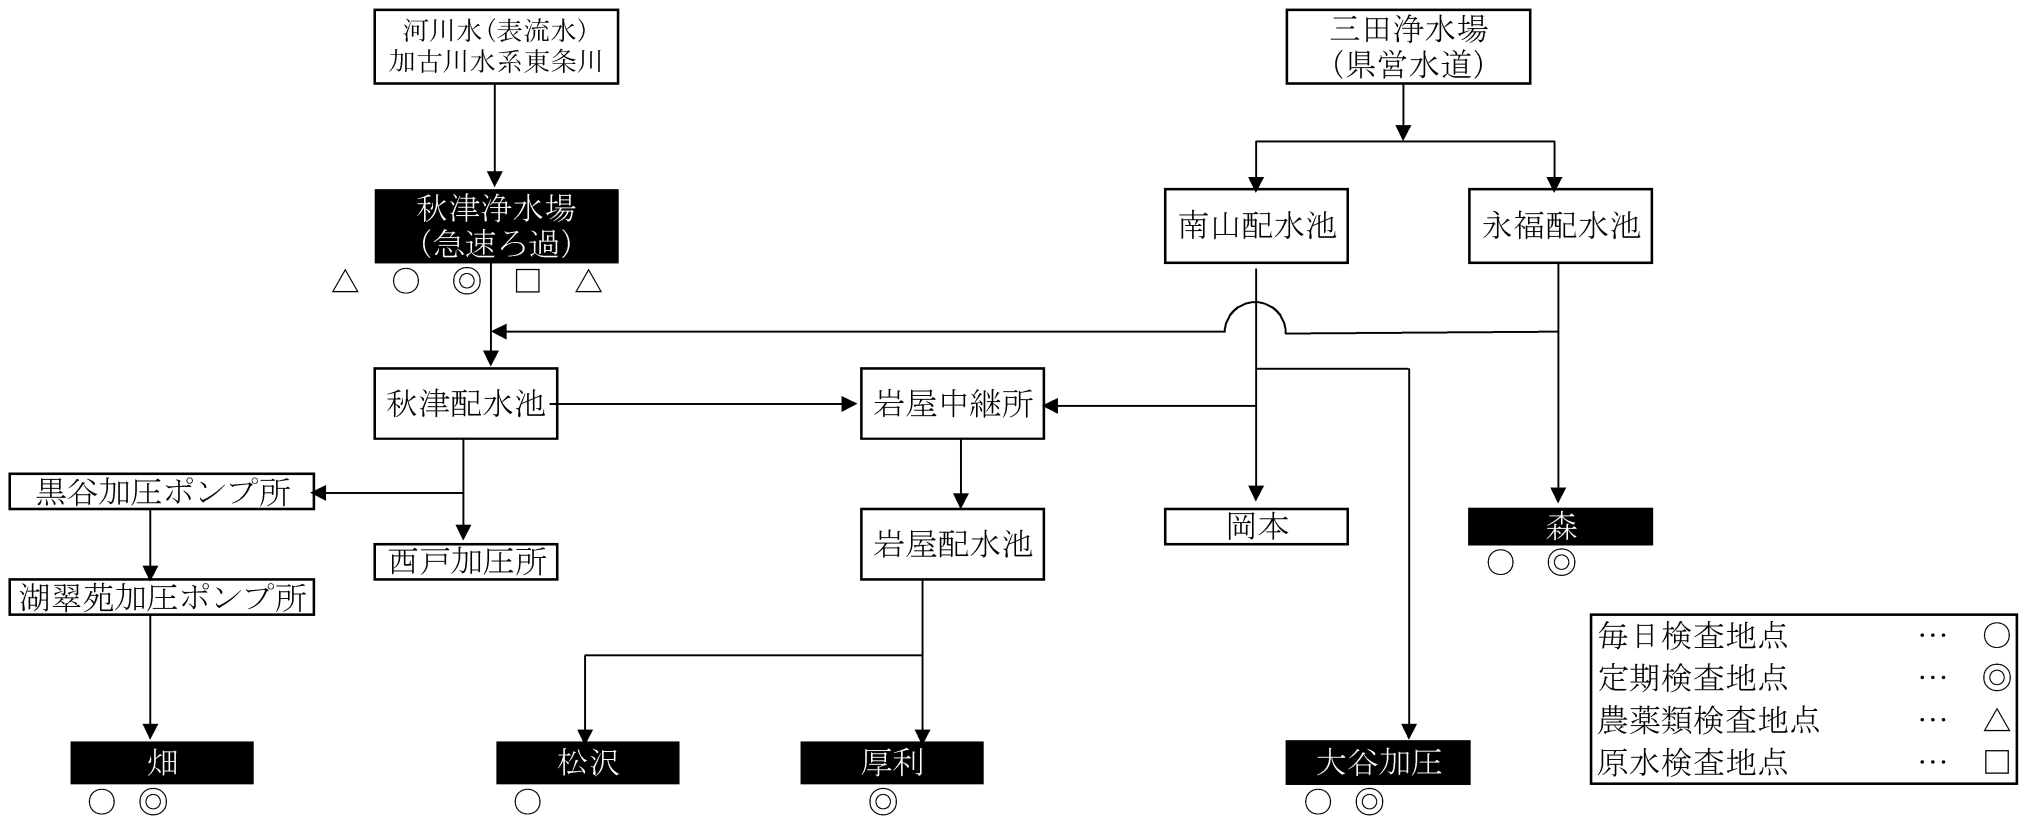 河川水(表流水)
加古川水系東条川
三田浄水場
(県営水道)
秋津浄水場
(急速ろ過)
△ ○ ◎ □ △
南山配水池
永福配水池
秋津配水池
岩屋中継所
黒谷加圧ポンプ所
西戸加圧所
岩屋配水池
岡本
森
○ ◎
湖翠苑加圧ポンプ所
毎日検査地点 … ○
定期検査地点 … ◎
農薬類検査地点 … △
原水検査地点 … □
畑
○ ◎
松沢
○
厚利
◎
大谷加圧
○ ◎